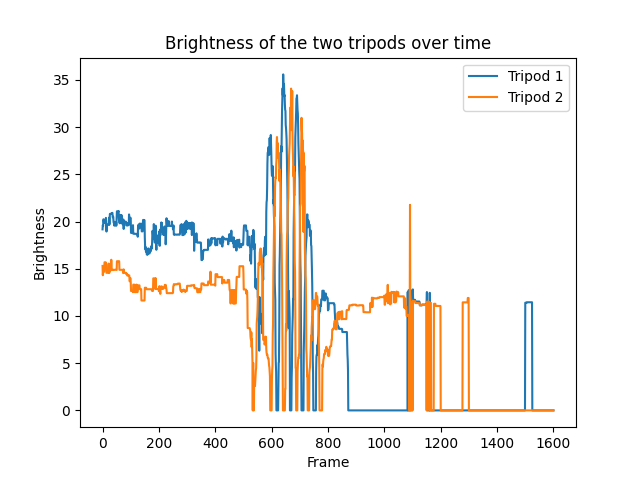 Brightness of the two tripods over time
Tripod 1
Tripod 2
35
30
25
20
15
10
5
0
Brightness
0 200 400 600 800 1000 1200 1400 1600
Frame